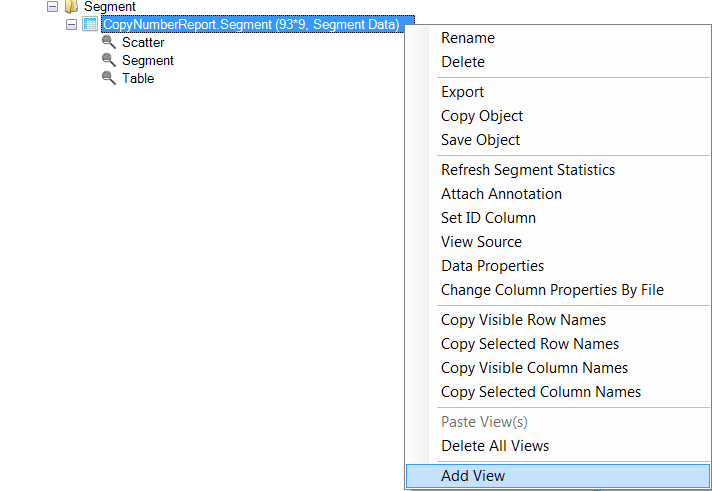 Segment
CopyNumberReport.Segment (93*9, Segment Data)
Scatter
Segment
Table
Rename
Delete
Export
Copy Object
Save Object
Refresh Segment Statistics
Attach Annotation
Set ID Column
View Source
Data Properties
Change Column Properties By File
Copy Visible Row Names
Copy Selected Row Names
Copy Visible Column Names
Copy Selected Column Names
Paste View(s)
Delete All Views
Add View